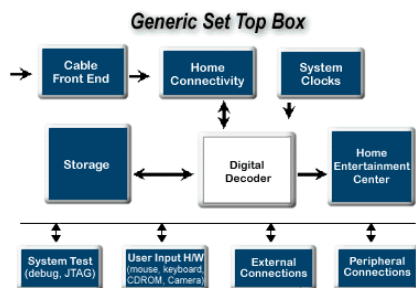 Generic Set Top Box
Cable
Front End
Home
Connectivity
System
Clocks
Storage
Digital
Decoder
Home
Entertainment
Center
System Test
(debug, JTAG)
User Input H/W
(mouse, keyboard,
CDROM, Camera)
External
Connections
Peripheral
Connections